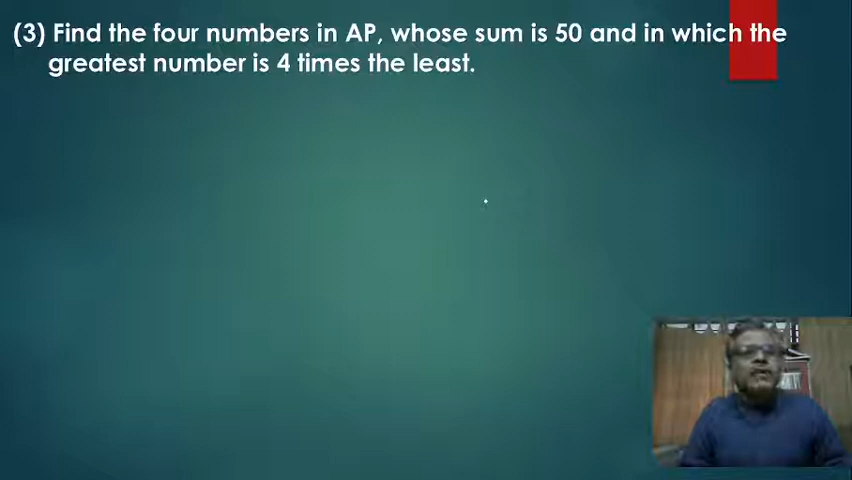 (3) Find the four numbers in AP, whose sum is 50 and in which the
greatest number is 4 times the least.